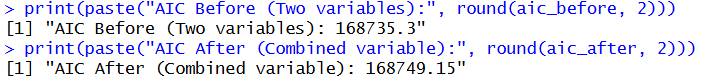 > print(paste("AIC Before (Two variables):", round(aic_before, 2)))
[1] "AIC Before (Two variables): 168735.3"
> print(paste("AIC After (Combined variable):", round(aic_after, 2)))
[1] "AIC After (Combined variable): 168749.15"